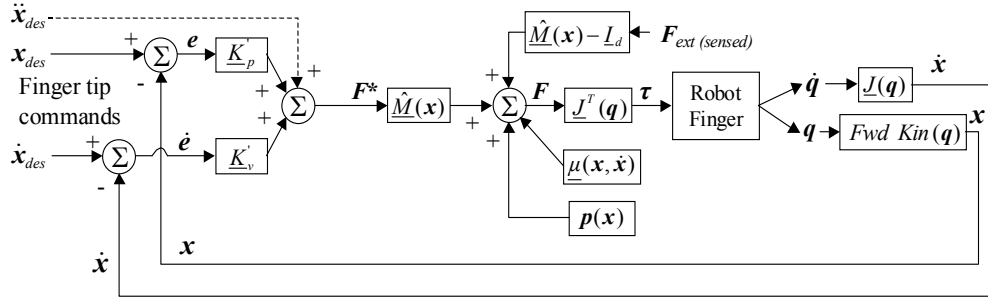 ẍ_des
x_des
Finger tip
commands
ẋ_des
+
-
Σ
e
K'_p
+
-
Σ
ė
K'_v
+
+
+
Σ
F*
M̂(x)
M̂(x) – I_d
F_ext (sensed)
+
+
+
+
Σ
F
μ(x, ẋ)
p(x)
J^T(q)
τ
Robot
Finger
q̇
J(q)
ẋ
q
Fwd Kin(q)
x
x
ẋ